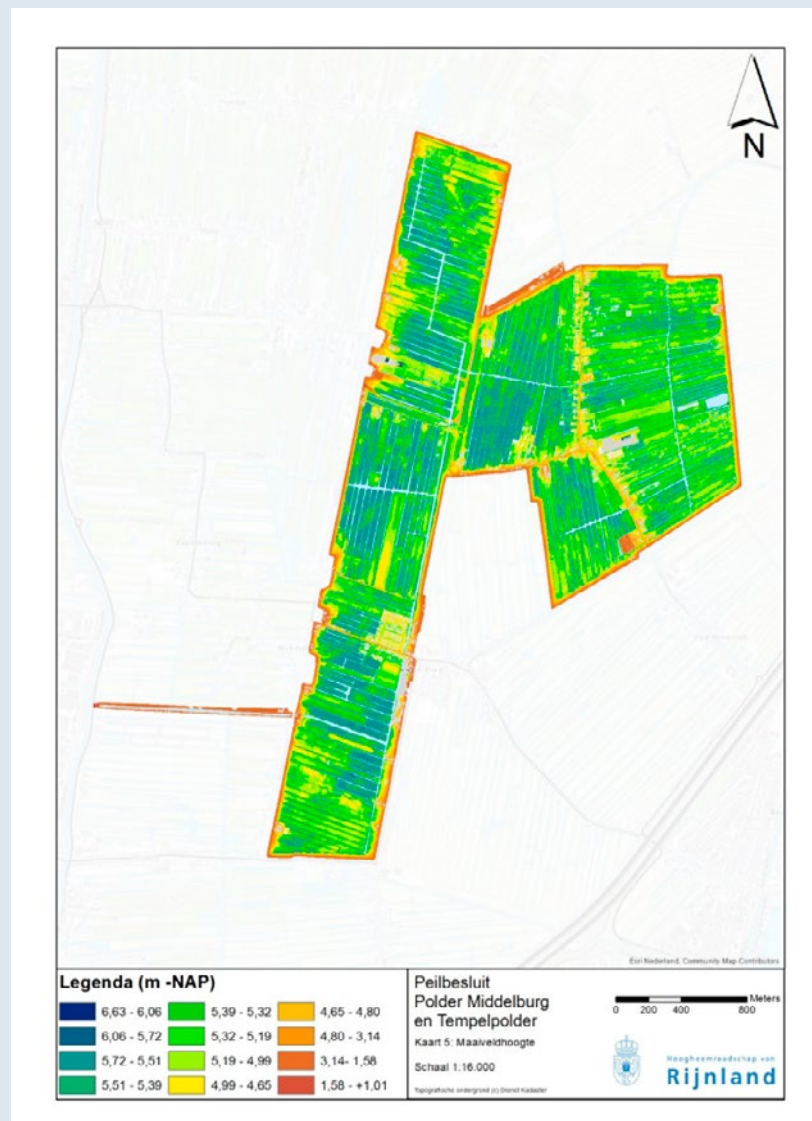 N
Esri Nederland, Community Map Contributors
Legenda (m -NAP)
6,63 - 6,06
6,06 - 5,72
5,72 - 5,51
5,51 - 5,39
5,39 - 5,32
5,32 - 5,19
5,19 - 4,99
4,99 - 4,65
4,65 - 4,80
4,80 - 3,14
3,14- 1,58
1,58 - +1,01
Peilbesluit
Polder Middelburg
en Tempelpolder
Kaart 5: Maaiveldhoogte
Schaal 1:16.000
Topografische ondergrond (c) Dienst Kadaster
Meters
0 200 400 800
Hoogheemraadschap van
Rijnland